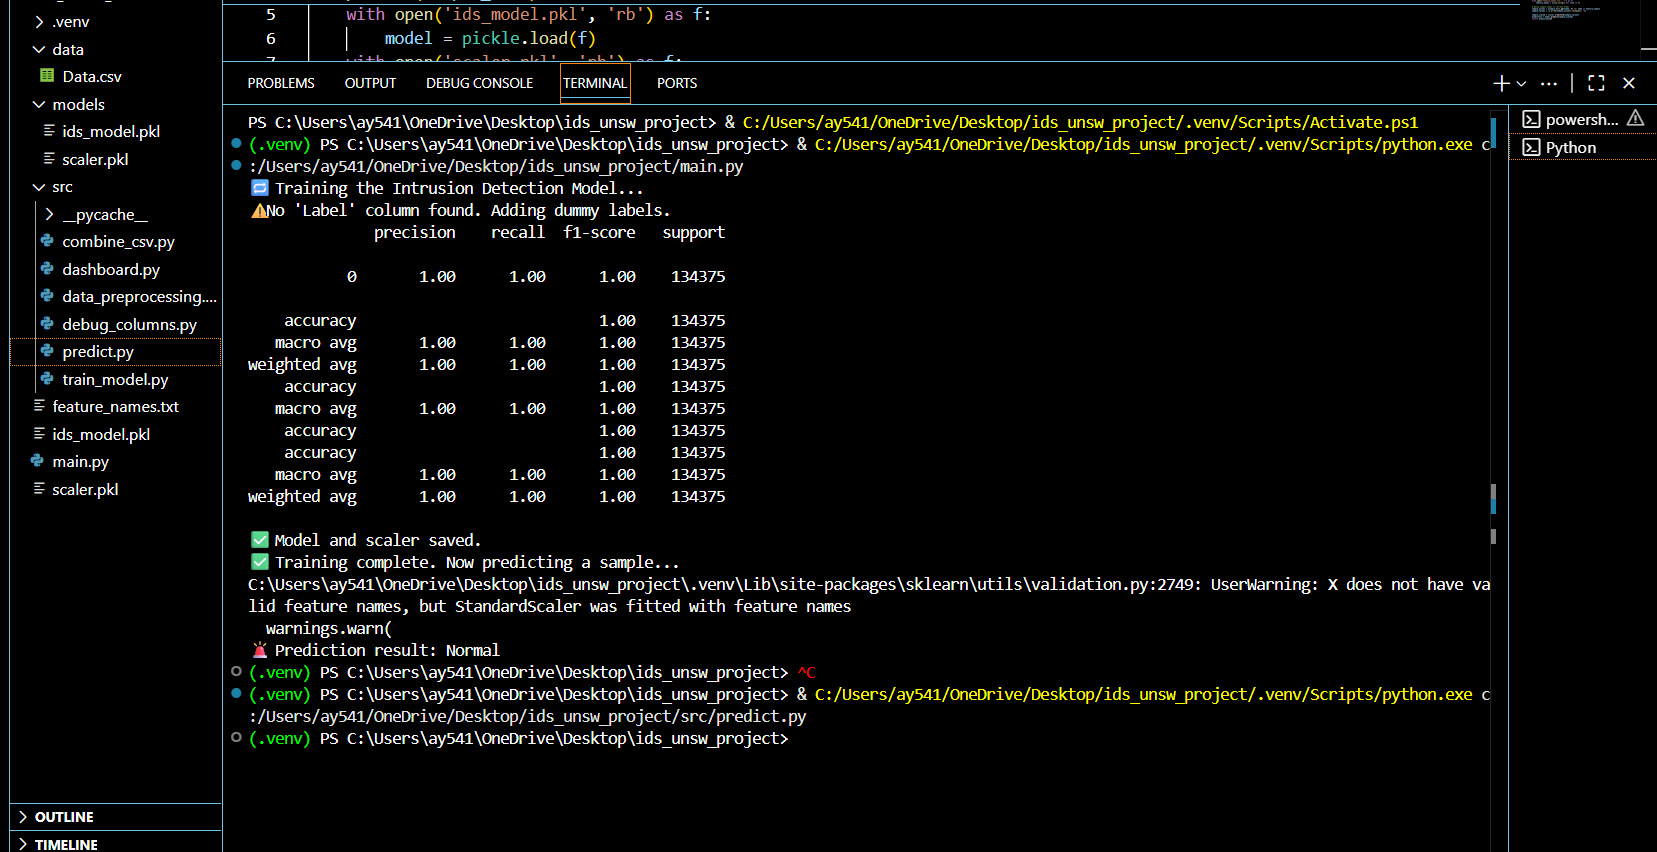 .venv
data
Data.csv
models
ids_model.pkl
scaler.pkl
src
__pycache__
combine_csv.py
dashboard.py
data_preprocessing....
debug_columns.py
predict.py
train_model.py
feature_names.txt
ids_model.pkl
main.py
scaler.pkl
OUTLINE
TIMELINE
5 with open('ids_model.pkl', 'rb') as f:
6 model = pickle.load(f)
7 with open('scaler.pkl', 'rb') as f:
PROBLEMS OUTPUT DEBUG CONSOLE TERMINAL PORTS
PS C:\Users\ay541\OneDrive\Desktop\ids_unsw_project> & C:/Users/ay541/OneDrive/Desktop/ids_unsw_project/.venv/Scripts/Activate.ps1
(.venv) PS C:\Users\ay541\OneDrive\Desktop\ids_unsw_project> & C:/Users/ay541/OneDrive/Desktop/ids_unsw_project/.venv/Scripts/python.exe c
:/Users/ay541/OneDrive/Desktop/ids_unsw_project/main.py
🔁 Training the Intrusion Detection Model...
⚠️No 'Label' column found. Adding dummy labels.
precision recall f1-score support
0 1.00 1.00 1.00 134375
accuracy 1.00 134375
macro avg 1.00 1.00 1.00 134375
weighted avg 1.00 1.00 1.00 134375
accuracy 1.00 134375
macro avg 1.00 1.00 1.00 134375
accuracy 1.00 134375
accuracy 1.00 134375
macro avg 1.00 1.00 1.00 134375
weighted avg 1.00 1.00 1.00 134375
✅ Model and scaler saved.
✅ Training complete. Now predicting a sample...
C:\Users\ay541\OneDrive\Desktop\ids_unsw_project\.venv\Lib\site-packages\sklearn\utils\validation.py:2749: UserWarning: X does not have va
lid feature names, but StandardScaler was fitted with feature names
warnings.warn(
🚨 Prediction result: Normal
(.venv) PS C:\Users\ay541\OneDrive\Desktop\ids_unsw_project> ^C
(.venv) PS C:\Users\ay541\OneDrive\Desktop\ids_unsw_project> & C:/Users/ay541/OneDrive/Desktop/ids_unsw_project/.venv/Scripts/python.exe c
:/Users/ay541/OneDrive/Desktop/ids_unsw_project/src/predict.py
(.venv) PS C:\Users\ay541\OneDrive\Desktop\ids_unsw_project>
powersh...
Python